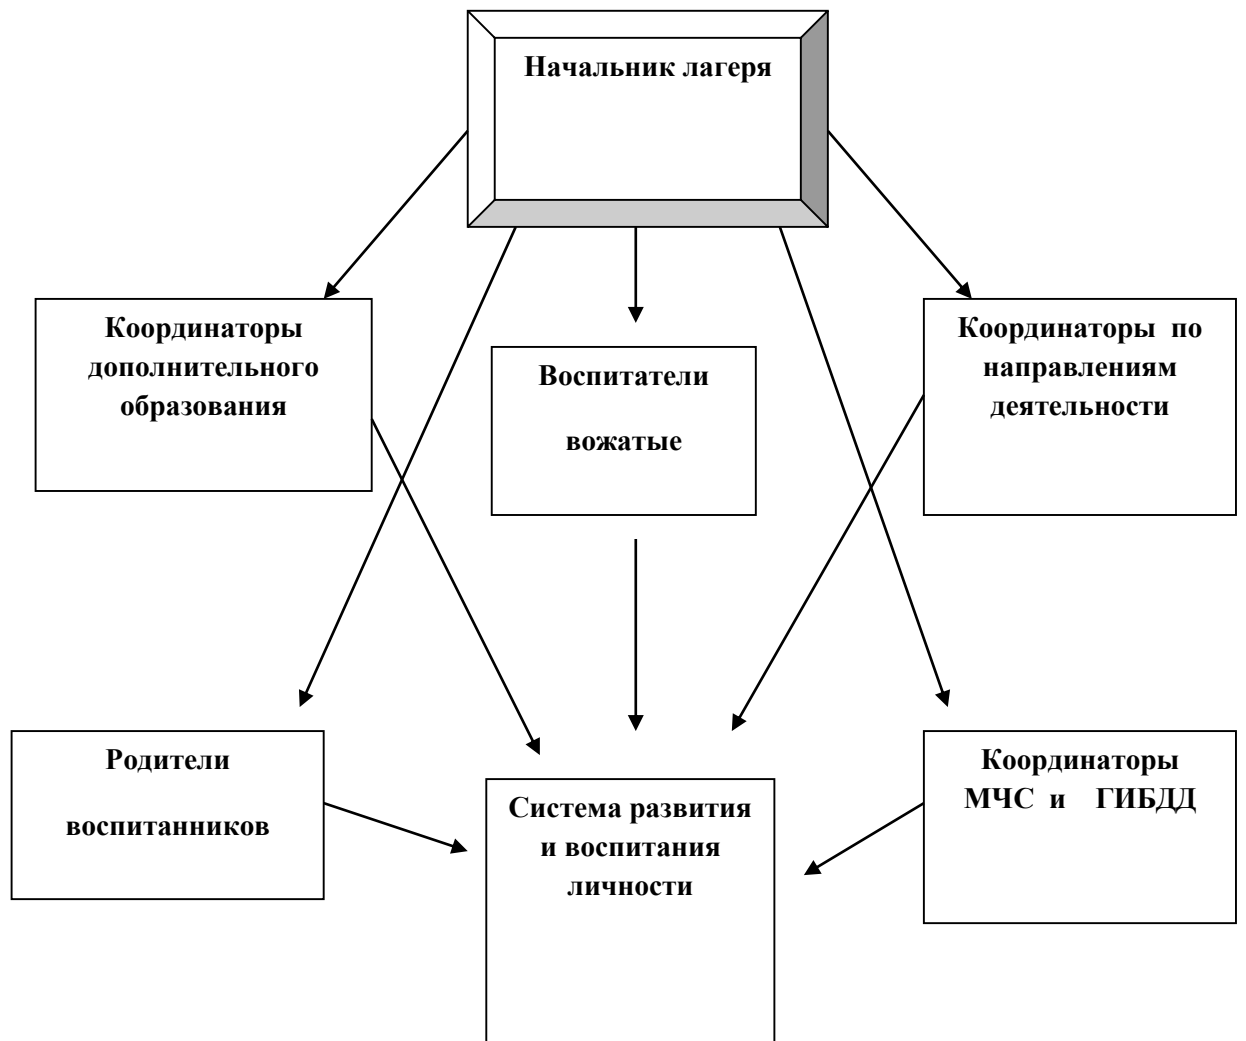 Начальник лагеря
Координаторы
дополнительного
образования
Воспитатели
вожатые
Координаторы по
направлениям
деятельности
Родители
воспитанников
Система развития
и воспитания
личности
Координаторы
МЧС и ГИБДД